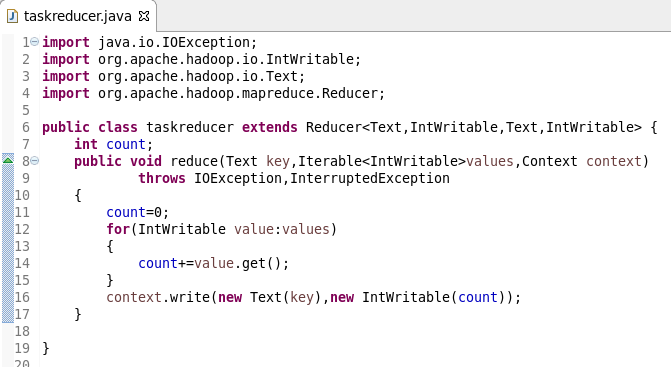 taskreducer.java
1 import java.io.IOException;
2 import org.apache.hadoop.io.IntWritable;
3 import org.apache.hadoop.io.Text;
4 import org.apache.hadoop.mapreduce.Reducer;
5
6 public class taskreducer extends Reducer<Text,IntWritable,Text,IntWritable> {
7     int count;
8     public void reduce(Text key,Iterable<IntWritable>values,Context context)
9             throws IOException,InterruptedException
10     {
11         count=0;
12         for(IntWritable value:values)
13         {
14             count+=value.get();
15         }
16         context.write(new Text(key),new IntWritable(count));
17     }
18
19 }
20